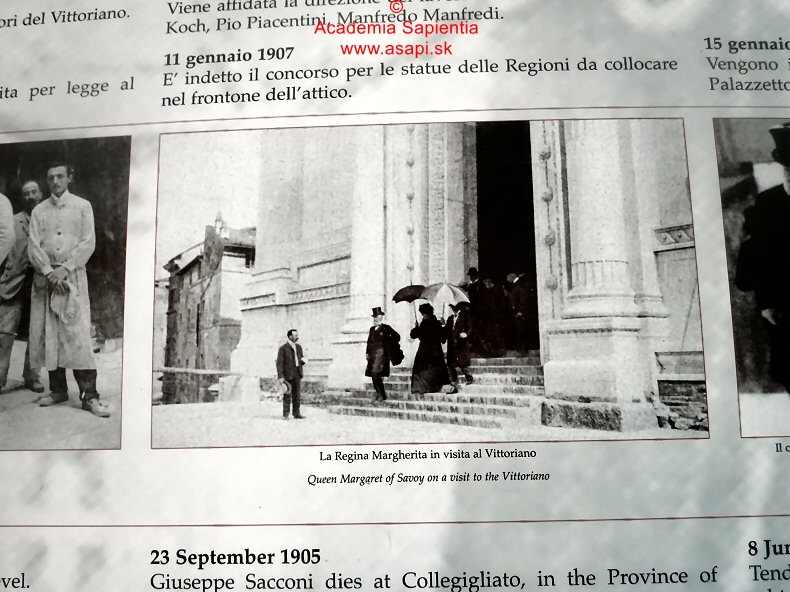 ori del Vittoriano.
ita per legge al
Viene affidata la direzione
Koch, Pio Piacentini, Manfredo Manfredi.
©
Academia Sapientia
www.asapi.sk
11 gennaio 1907
E' indetto il concorso per le statue delle Regioni da collocare
nel frontone dell'attico.
15 gennaio
Vengono i
Palazzetto
La Regina Margherita in visita al Vittoriano
Queen Margaret of Savoy on a visit to the Vittoriano
Il c
evel.
23 September 1905
Giuseppe Sacconi dies at Collegigliato, in the Province of
8 Jun
Tend